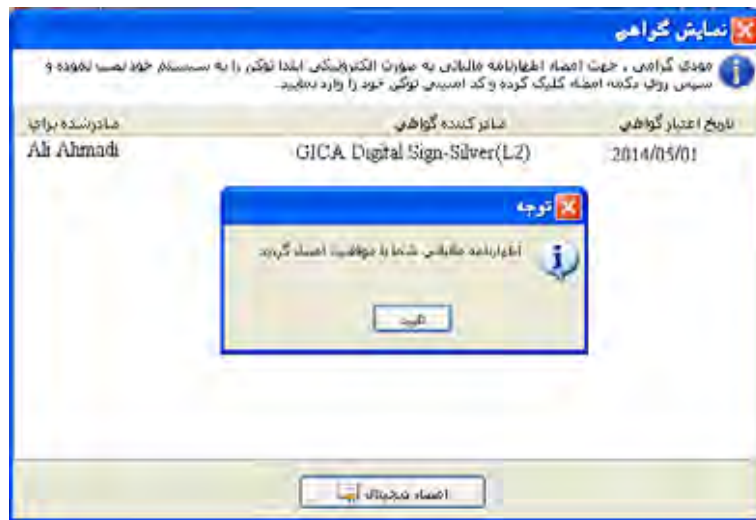 نمایش گواهی
مودی گرامی ، جهت امضاء اظهارنامه مالیاتی به صورت الکترونیکی ابتدا توکن را به سیستم خود نصب نموده و
سپس روی دکمه امضاء کلیک کرده و کد امنیتی توکن خود را وارد نمایید.
تاریخ اعتبار گواهی صادر کننده گواهی صادرشده برای
2014/05/01 GICA Digital Sign-Silver(L2) Ali Ahmadi
توجه
اظهارنامه مالیاتی شما با موفقیت امضاء گردید
تایید
امضاء دیجیتال